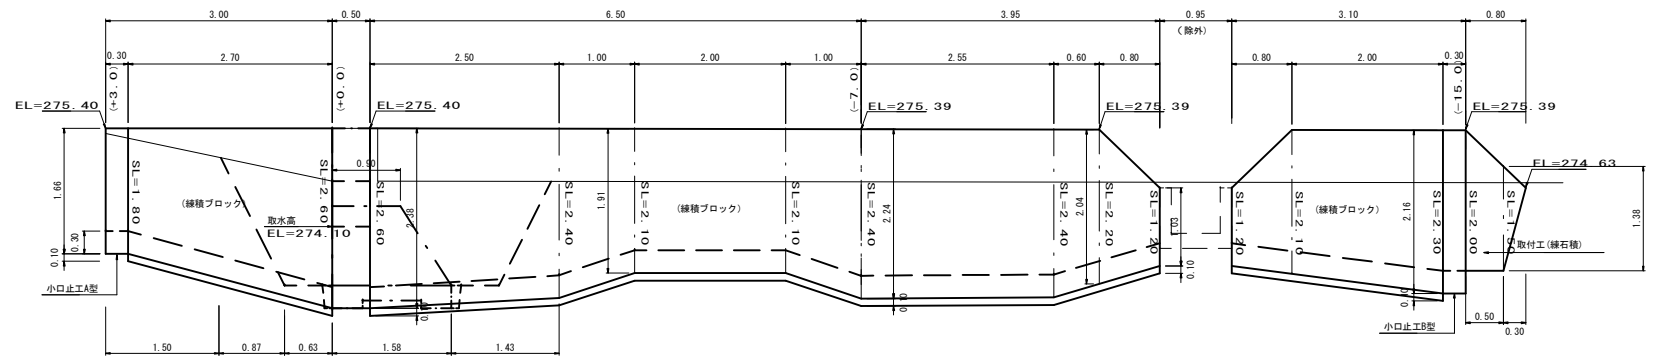 3.00 0.50 6.50 3.95 0.95 3.10 0.80
(除外)
0.30 2.70 2.50 1.00 2.00 1.00 2.55 0.60 0.80 0.80 2.00 0.30
(+3.0)
(+0.0)
(-7.0)
(-15.0)
EL=275.40
EL=275.40
EL=275.39
EL=275.39
EL=275.39
EL=274.63
1.66
SL=1.80
(練積ブロック)
取水高
EL=274.10
SL=2.60
0.90
SL=2.60
2.38
SL=2.40
1.91
SL=2.10
(練積ブロック)
SL=2.10
SL=2.40
2.24
2.04
SL=2.40
SL=2.20
SL=1.20
1.03
0.10
SL=1.20
SL=2.10
(練積ブロック)
2.16
SL=2.30
SL=2.00
SL=1.50
取付工(練石積)
1.38
0.30
0.10
小口止工A型
0.10
小口止工B型
0.50
0.30
1.50 0.87 0.63 1.58 1.43